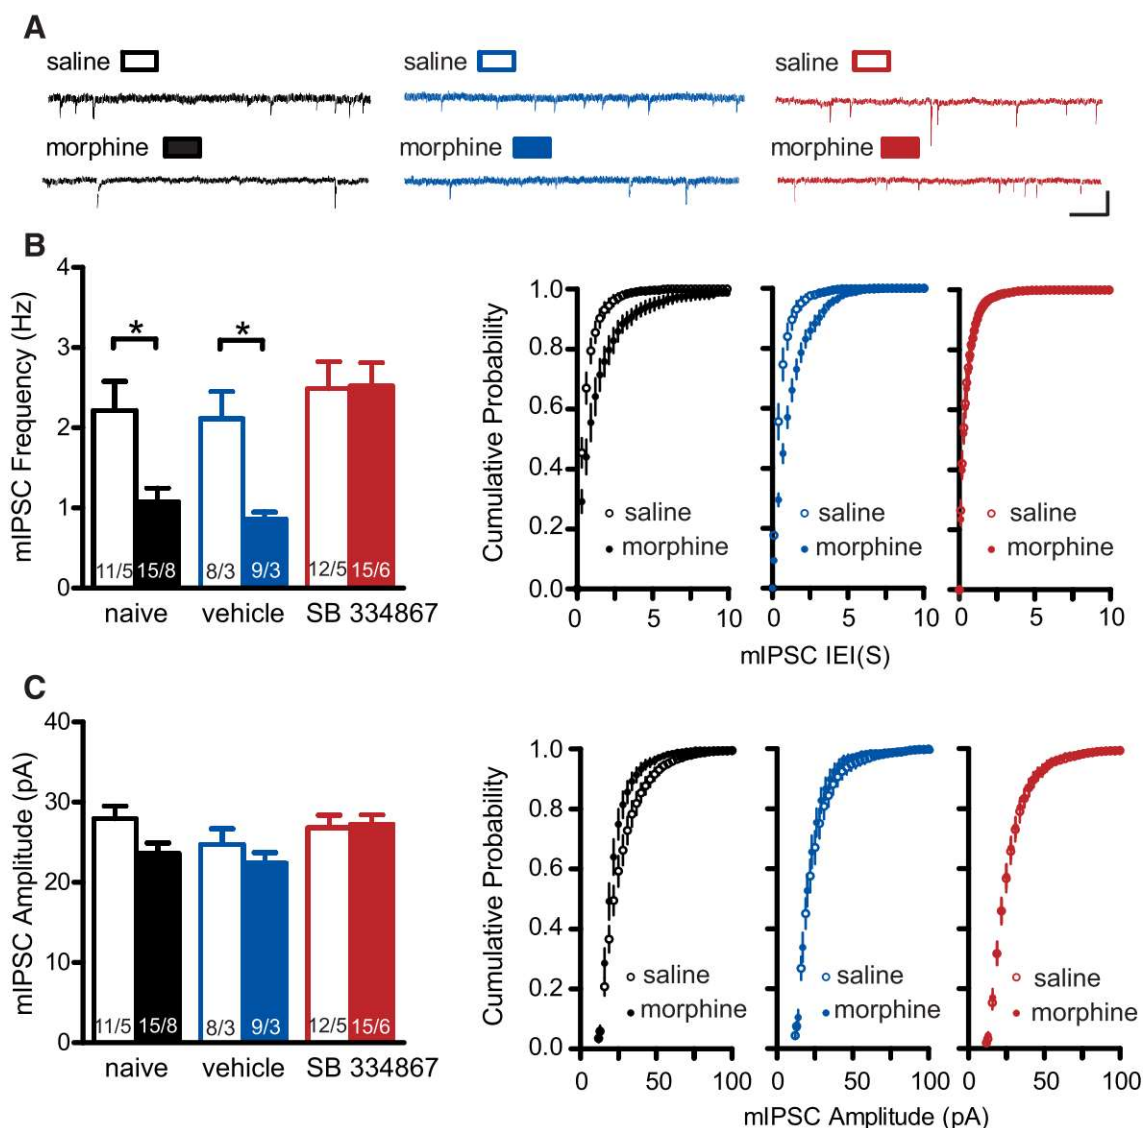 A
saline saline saline
morphine morphine morphine
B
mIPSC Frequency (Hz)
4
3
2
1
0
* *
11/5 15/8 8/3 9/3 12/5 15/6
naive vehicle SB 334867
Cumulative Probability
1.0
0.8
0.6
0.4
0.2
0.0
saline saline saline
morphine morphine morphine
0 5 10 0 5 10 0 5 10
mIPSC IEI(S)
C
mIPSC Amplitude (pA)
40
30
20
10
0
11/5 15/8 8/3 9/3 12/5 15/6
naive vehicle SB 334867
Cumulative Probability
1.0
0.8
0.6
0.4
0.2
0.0
saline saline saline
morphine morphine morphine
0 50 100 0 50 100 0 50 100
mIPSC Amplitude (pA)